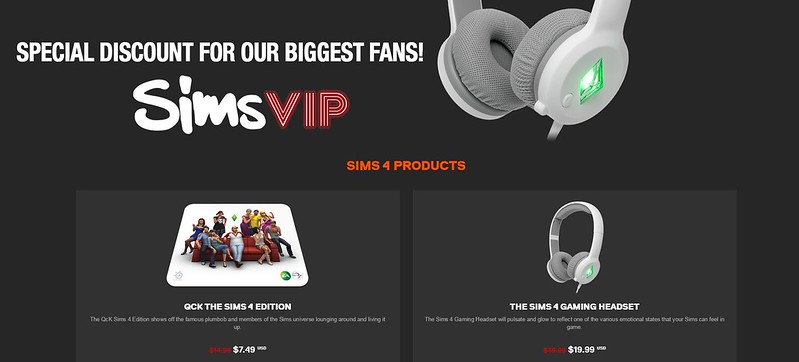 SPECIAL DISCOUNT FOR OUR BIGGEST FANS!
SimsVIP
SIMS 4 PRODUCTS
QCK THE SIMS 4 EDITION
The QcK Sims 4 Edition shows off the famous plumbob and members of the Sims universe lounging around and living it
up.
$7.49 USD
THE SIMS 4 GAMING HEADSET
The Sims 4 Gaming Headset will pulsate and glow to reflect one of the various emotional states that your Sims can feel in
game.
$19.99 USD